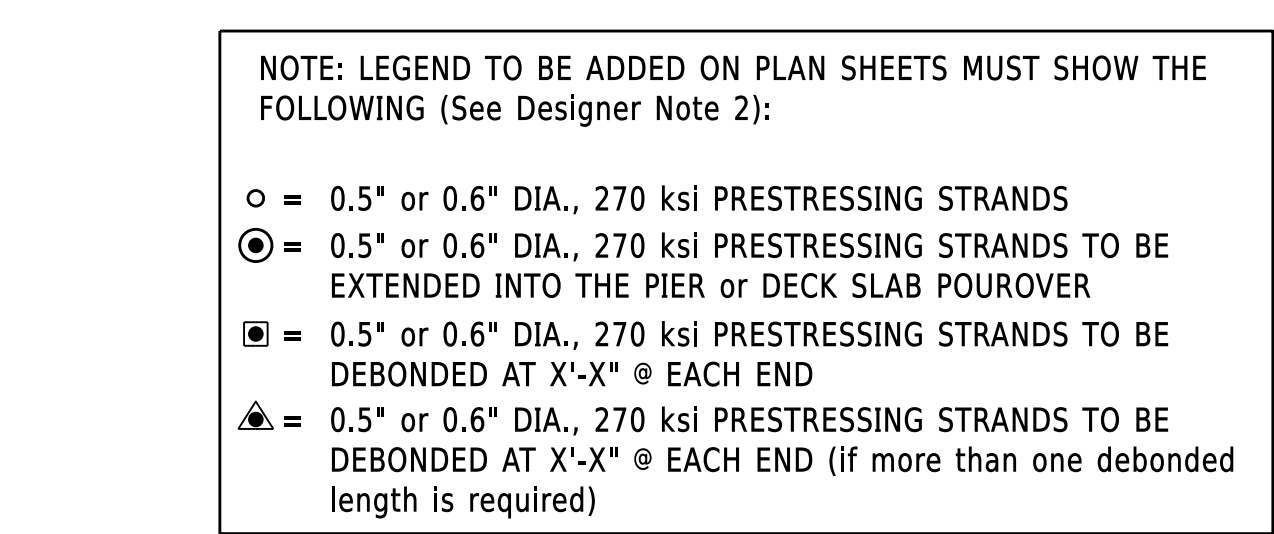 NOTE: LEGEND TO BE ADDED ON PLAN SHEETS MUST SHOW THE
FOLLOWING (See Designer Note 2):
= 0.5" or 0.6" DIA., 270 ksi PRESTRESSING STRANDS
= 0.5" or 0.6" DIA., 270 ksi PRESTRESSING STRANDS TO BE
EXTENDED INTO THE PIER or DECK SLAB POUROVER
= 0.5" or 0.6" DIA., 270 ksi PRESTRESSING STRANDS TO BE
DEBONDED AT X'-X" @ EACH END
= 0.5" or 0.6" DIA., 270 ksi PRESTRESSING STRANDS TO BE
DEBONDED AT X'-X" @ EACH END (if more than one debonded
length is required)